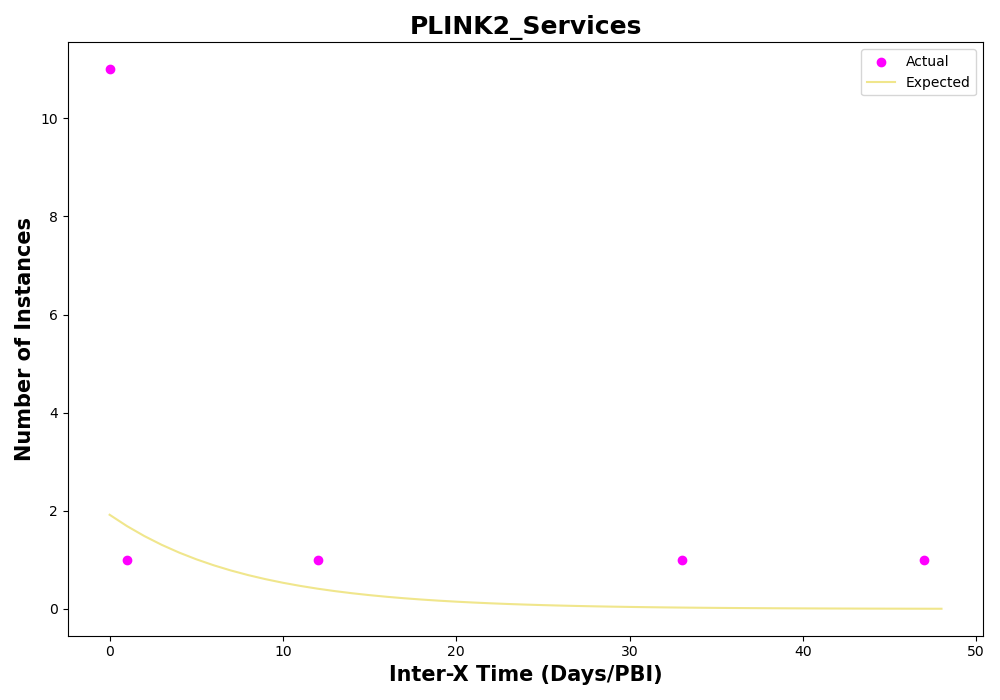 PLINK2_Services
Actual
Expected
Number of Instances
10
8
6
4
2
0
0 10 20 30 40 50
Inter-X Time (Days/PBI)